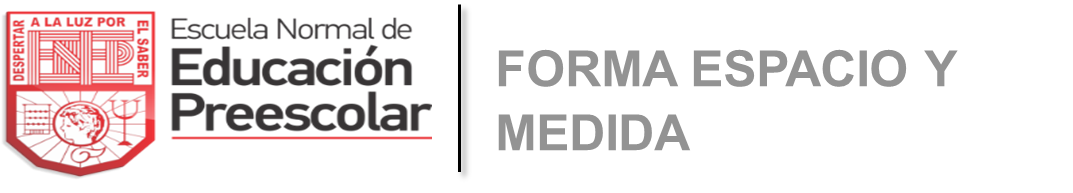 DESPERTAR
A LA LUZ POR
EL SABER
ENEP
Escuela Normal de
Educación
Preescolar
FORMA ESPACIO Y
MEDIDA